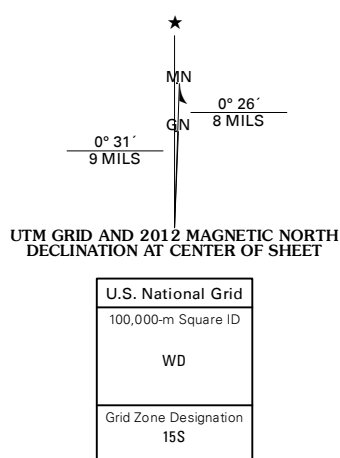 ★
MN
0° 26´
8 MILS
GN
0° 31´
9 MILS
UTM GRID AND 2012 MAGNETIC NORTH
DECLINATION AT CENTER OF SHEET
U.S. National Grid
100,000-m Square ID
WD
Grid Zone Designation
15S